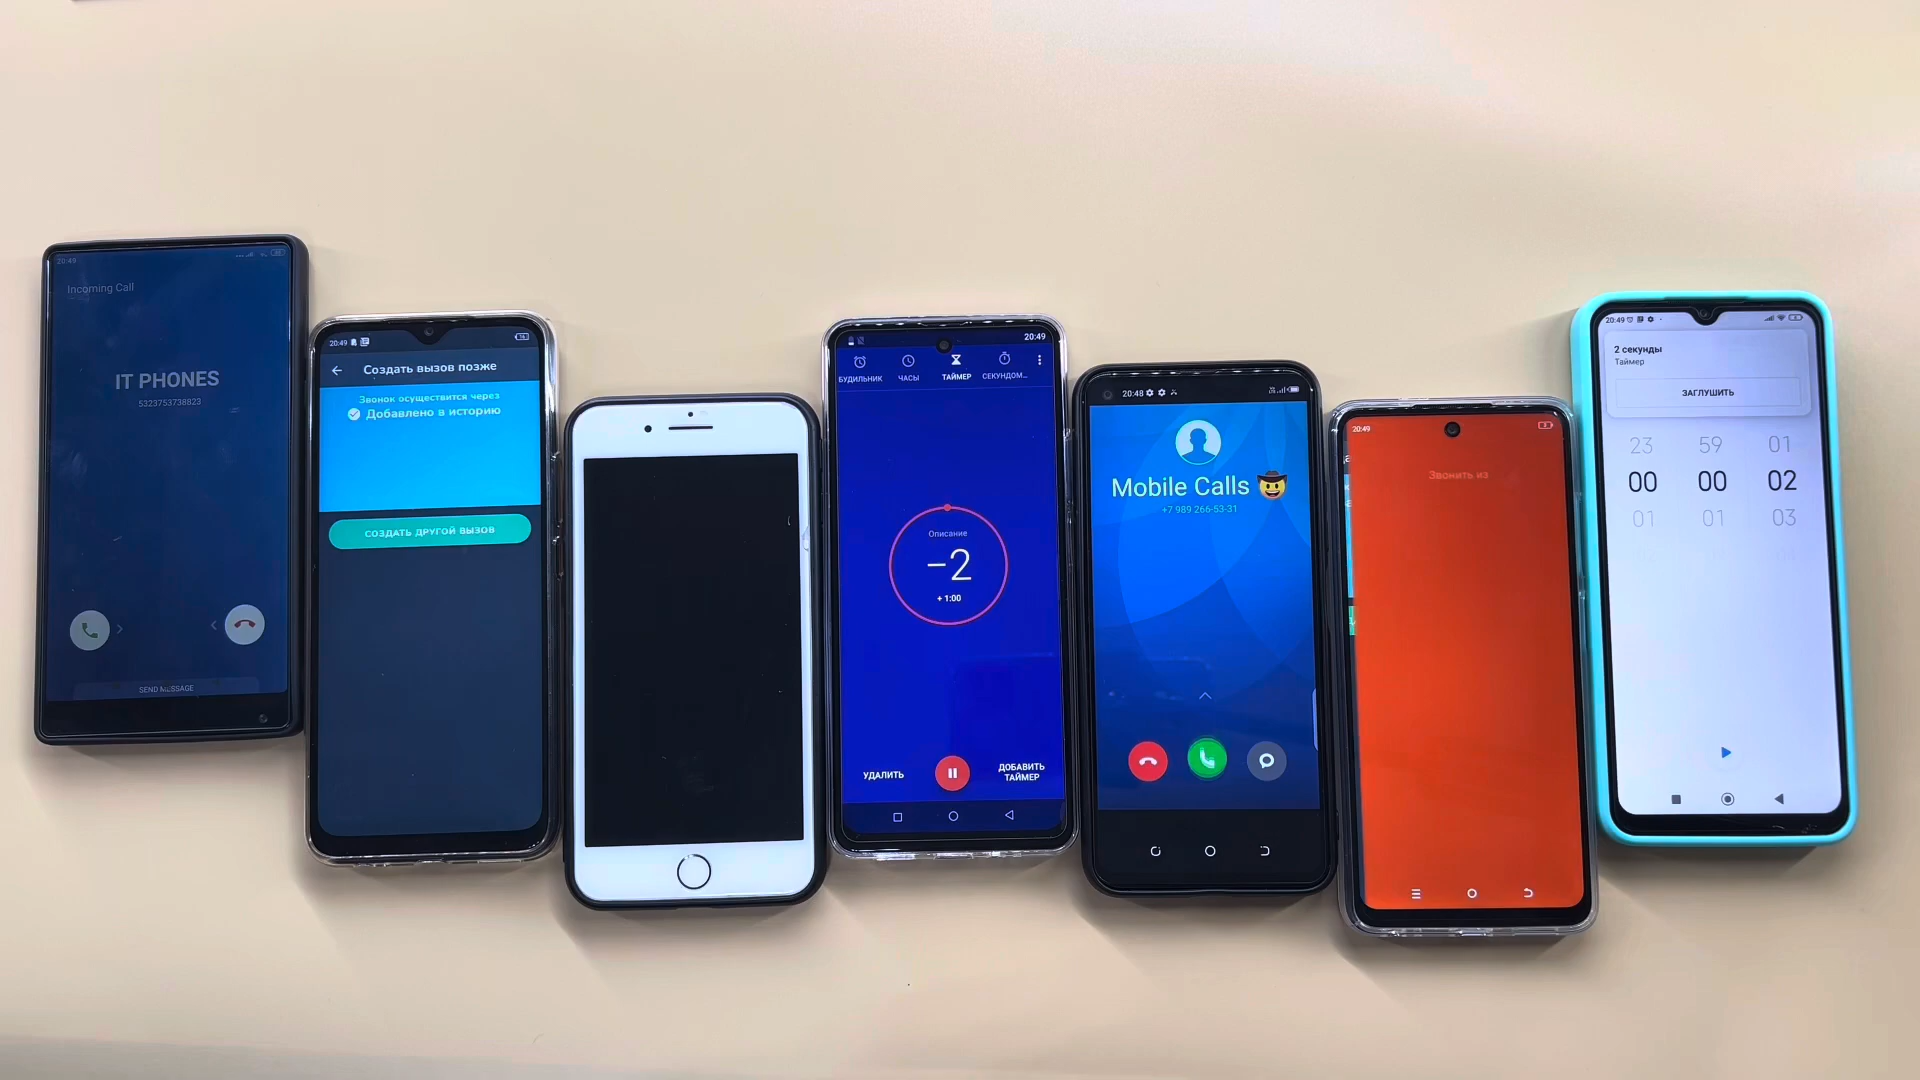 20:49
Incoming Call
IT PHONES
5323753738823
SEND MESSAGE
20:49
Создать вызов позже
Звонок осуществится через
Добавлено в историю
СОЗДАТЬ ДРУГОЙ ВЫЗОВ
20:49
БУДИЛЬНИК
ЧАСЫ
ТАЙМЕР
СЕКУНДОМ...
Описание
−2
+ 1:00
УДАЛИТЬ
ДОБАВИТЬ
ТАЙМЕР
20:48
Mobile Calls 🤠
+7 989 266-53-31
20:49
Звонить из
20:49
2 секунды
Таймер
ЗАГЛУШИТЬ
23 59 01
00 00 02
01 01 03